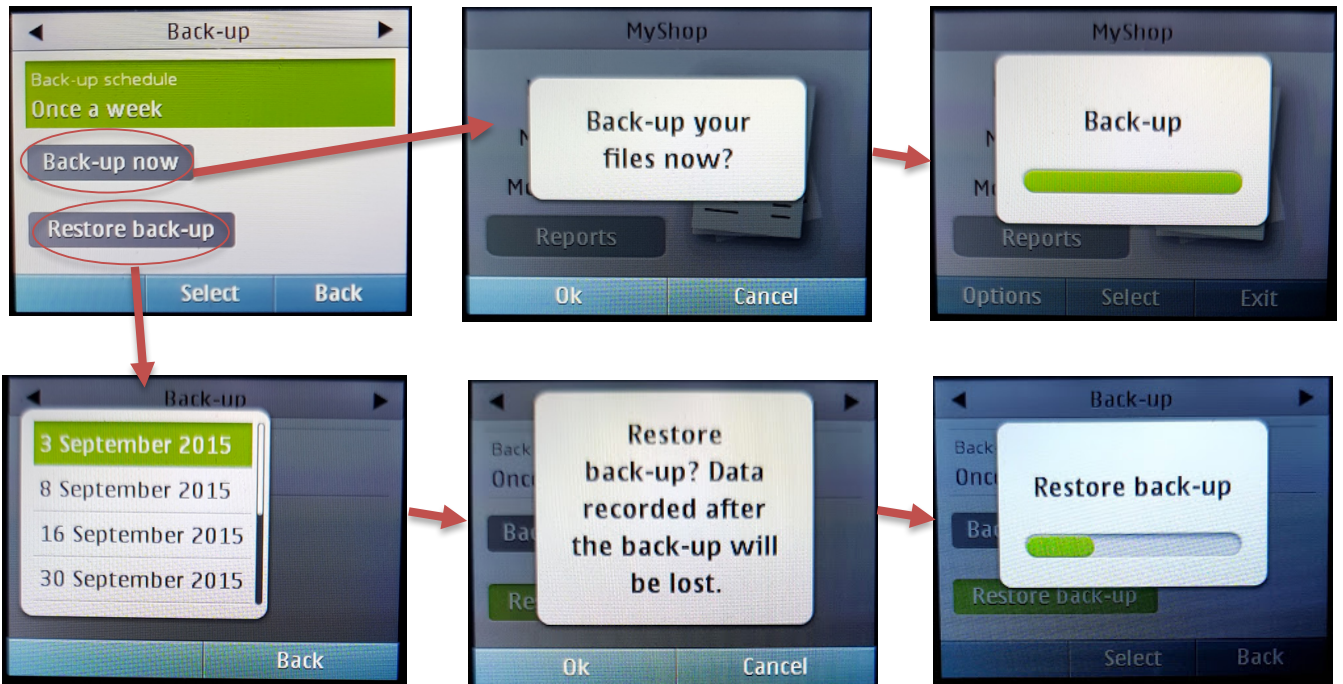 Back-up
Back-up schedule
Once a week
Back-up now
Restore back-up
Select Back
MyShop
Back-up your
files now?
Reports
Ok Cancel
MyShop
Back-up
Reports
Options Select Exit
Back-up
3 September 2015
8 September 2015
16 September 2015
30 September 2015
Back
Restore
back-up? Data
recorded after
the back-up will
be lost.
Ok Cancel
Back-up
Back
Restore back-up
Restore back-up
Select Back